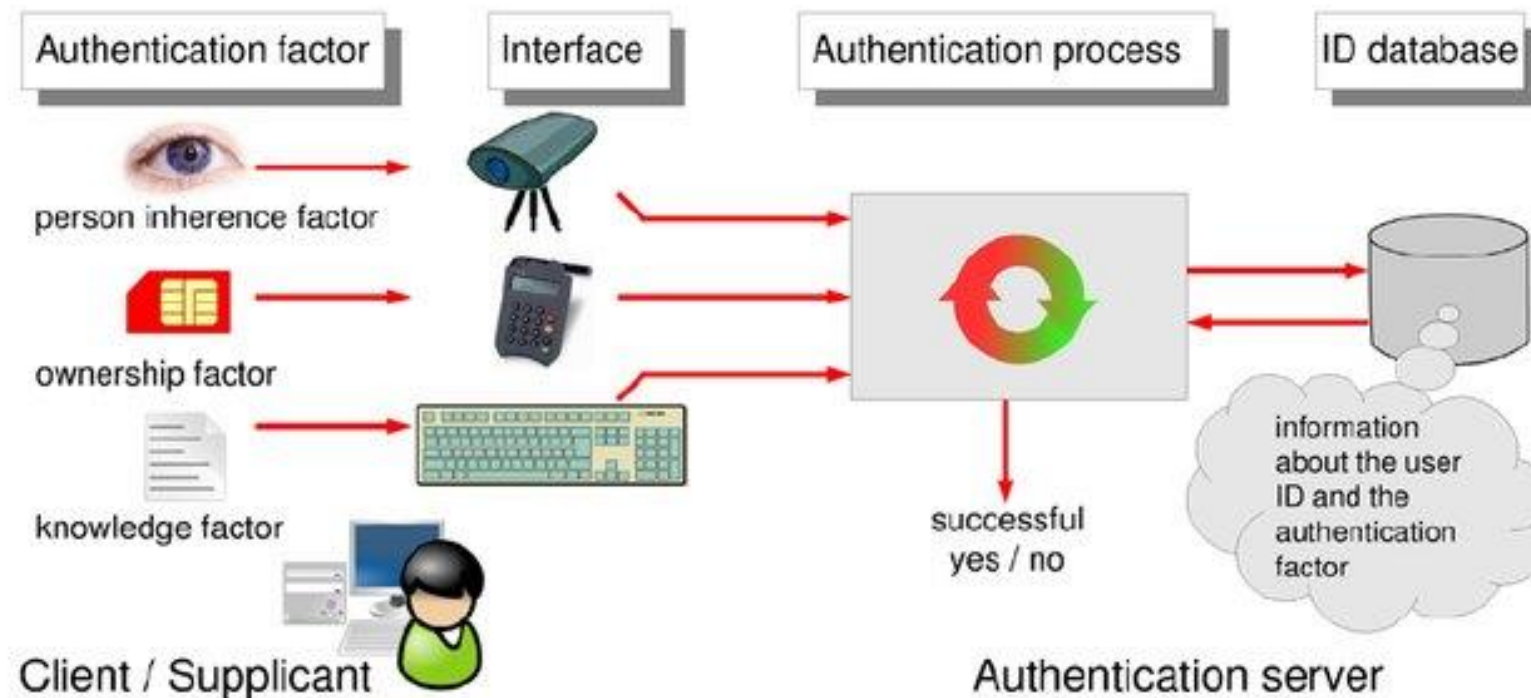 Authentication factor
Interface
Authentication process
ID database
person inherence factor
ownership factor
knowledge factor
successful
yes / no
information
about the user
ID and the
authentication
factor
Client / Supplicant
Authentication server